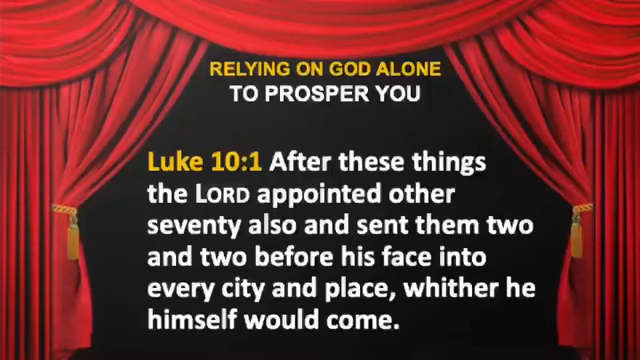 RELYING ON GOD ALONE
TO PROSPER YOU
Luke 10:1 After these things
the LORD appointed other
seventy also and sent them two
and two before his face into
every city and place, whither he
himself would come.